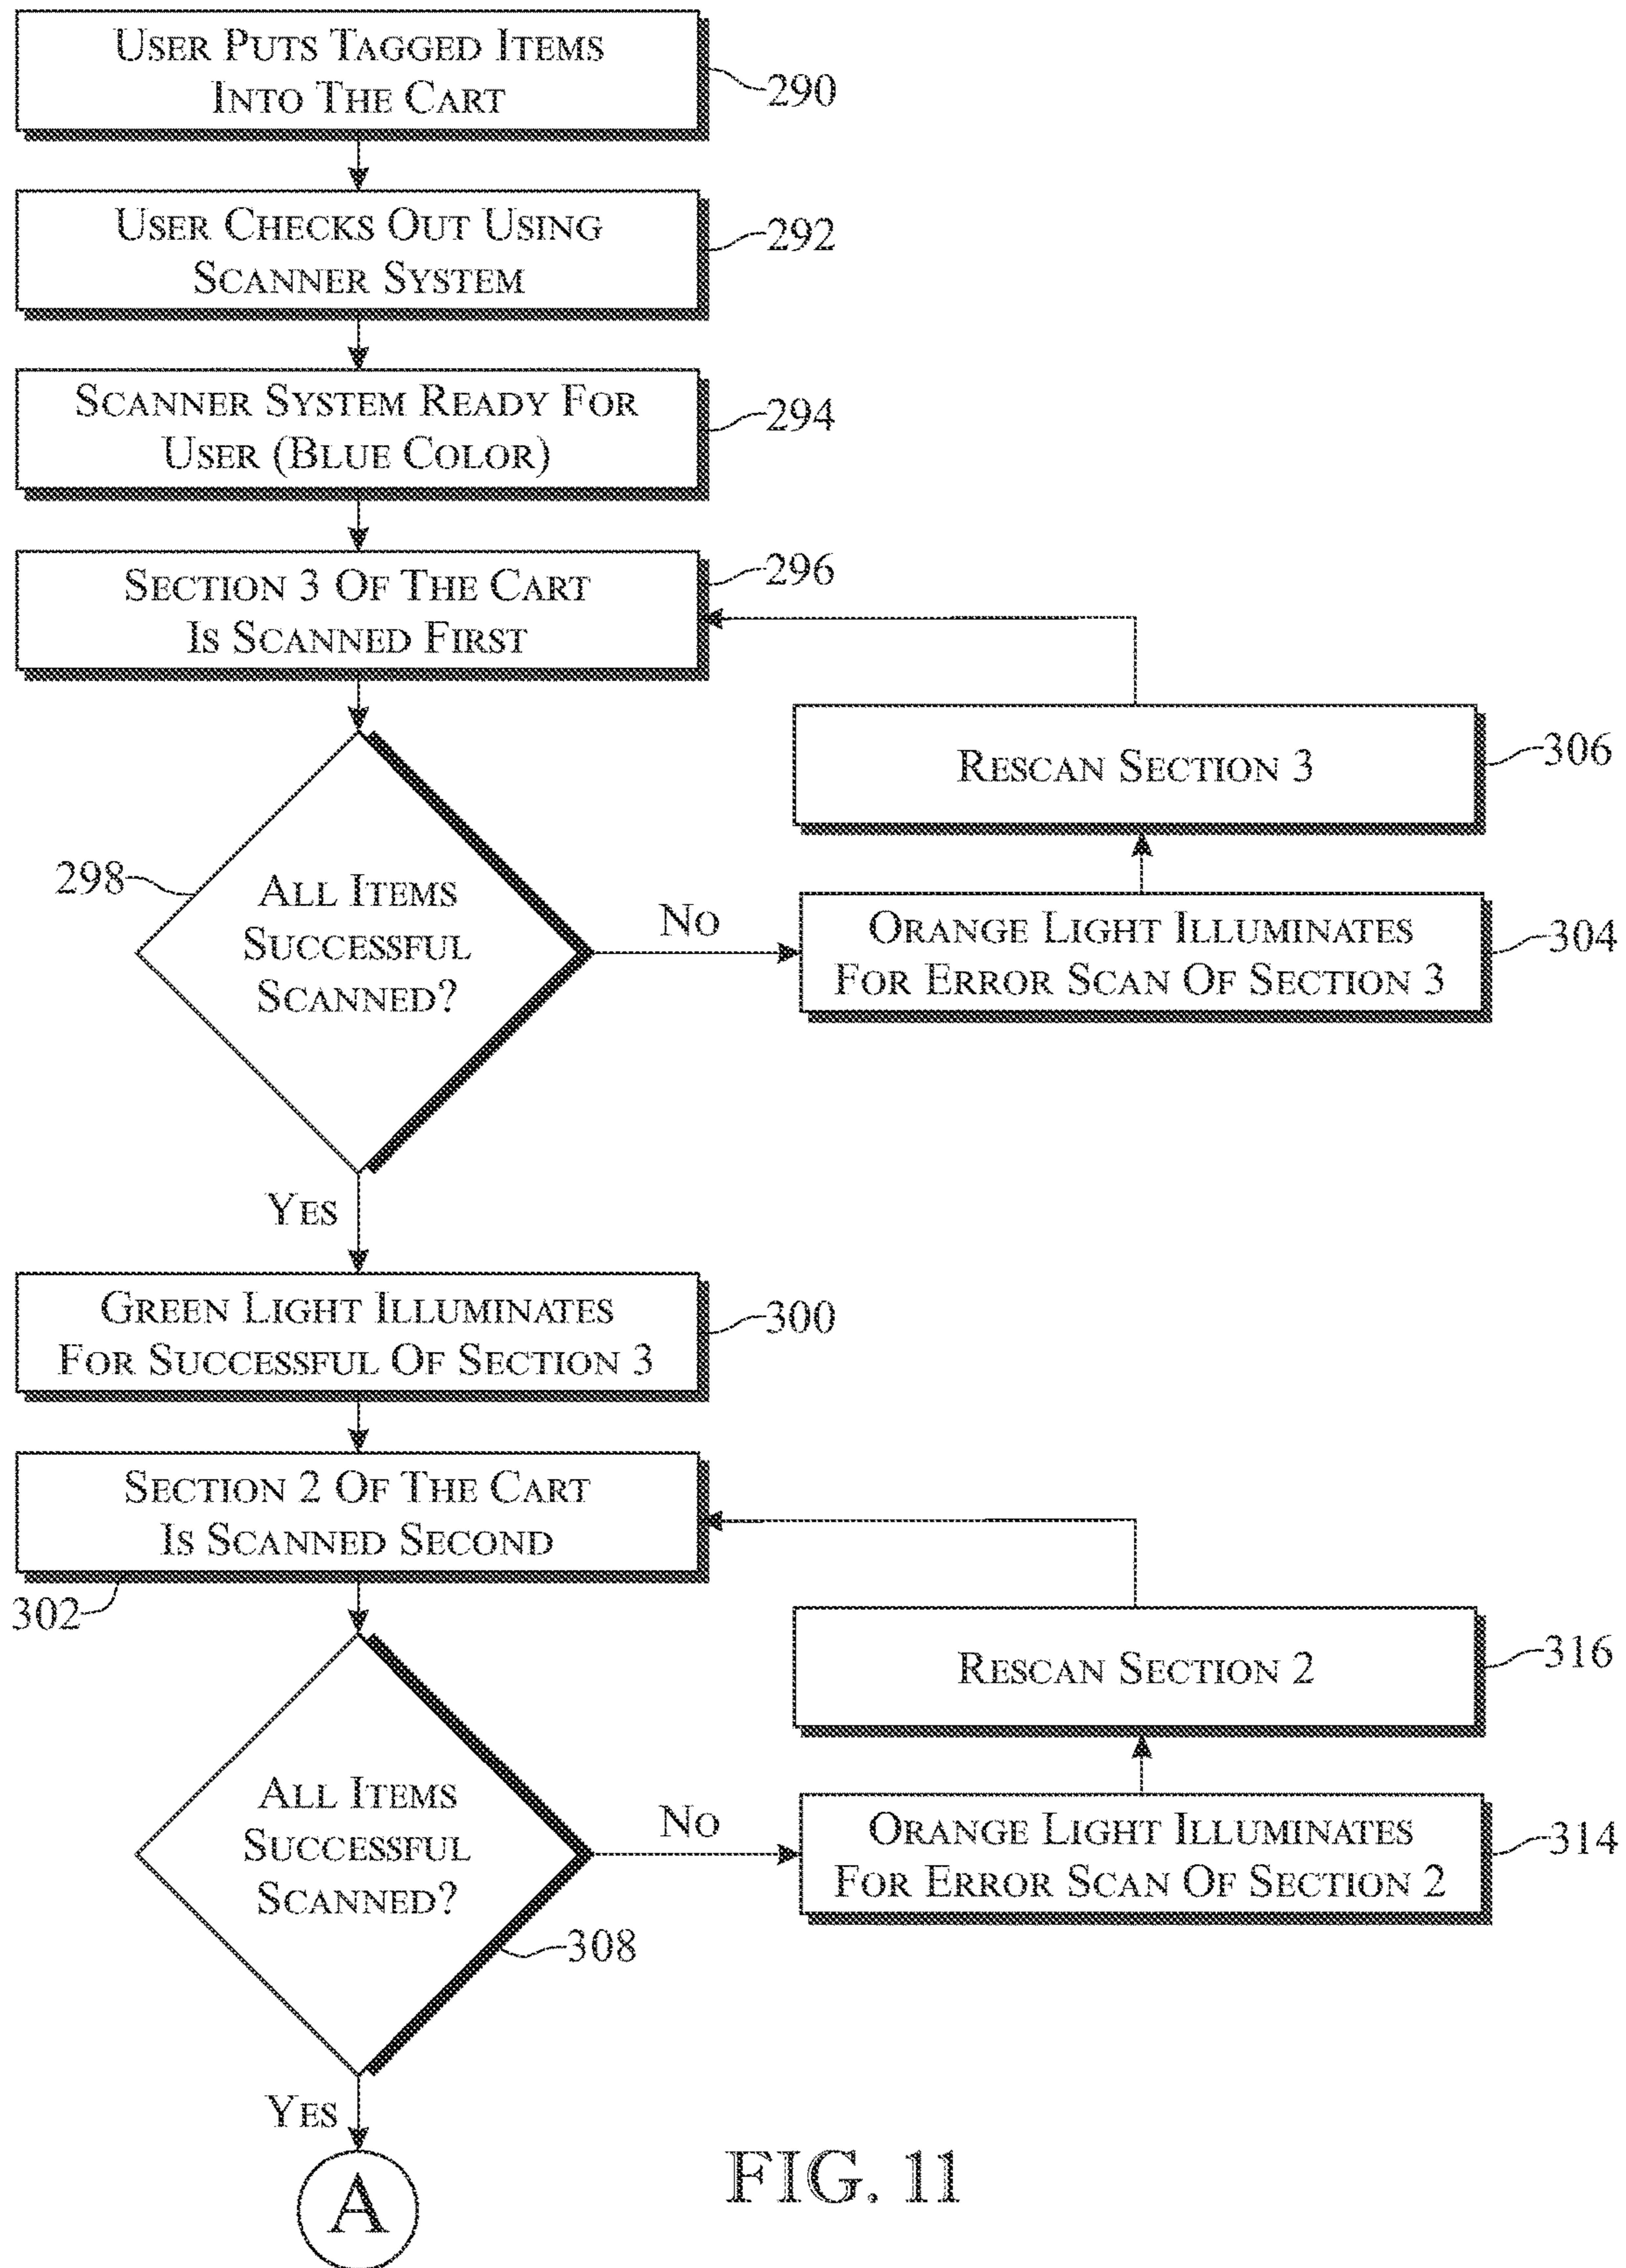 USER PUTS TAGGED ITEMS
INTO THE CART
290
USER CHECKS OUT USING
SCANNER SYSTEM
292
SCANNER SYSTEM READY FOR
USER (BLUE COLOR)
294
SECTION 3 OF THE CART
IS SCANNED FIRST
296
RESCAN SECTION 3
306
298
ALL ITEMS
SUCCESSFUL
SCANNED?
NO
ORANGE LIGHT ILLUMINATES
FOR ERROR SCAN OF SECTION 3
304
YES
GREEN LIGHT ILLUMINATES
FOR SUCCESSFUL OF SECTION 3
300
SECTION 2 OF THE CART
IS SCANNED SECOND
302
RESCAN SECTION 2
316
ALL ITEMS
SUCCESSFUL
SCANNED?
308
NO
ORANGE LIGHT ILLUMINATES
FOR ERROR SCAN OF SECTION 2
314
YES
A
FIG. 11